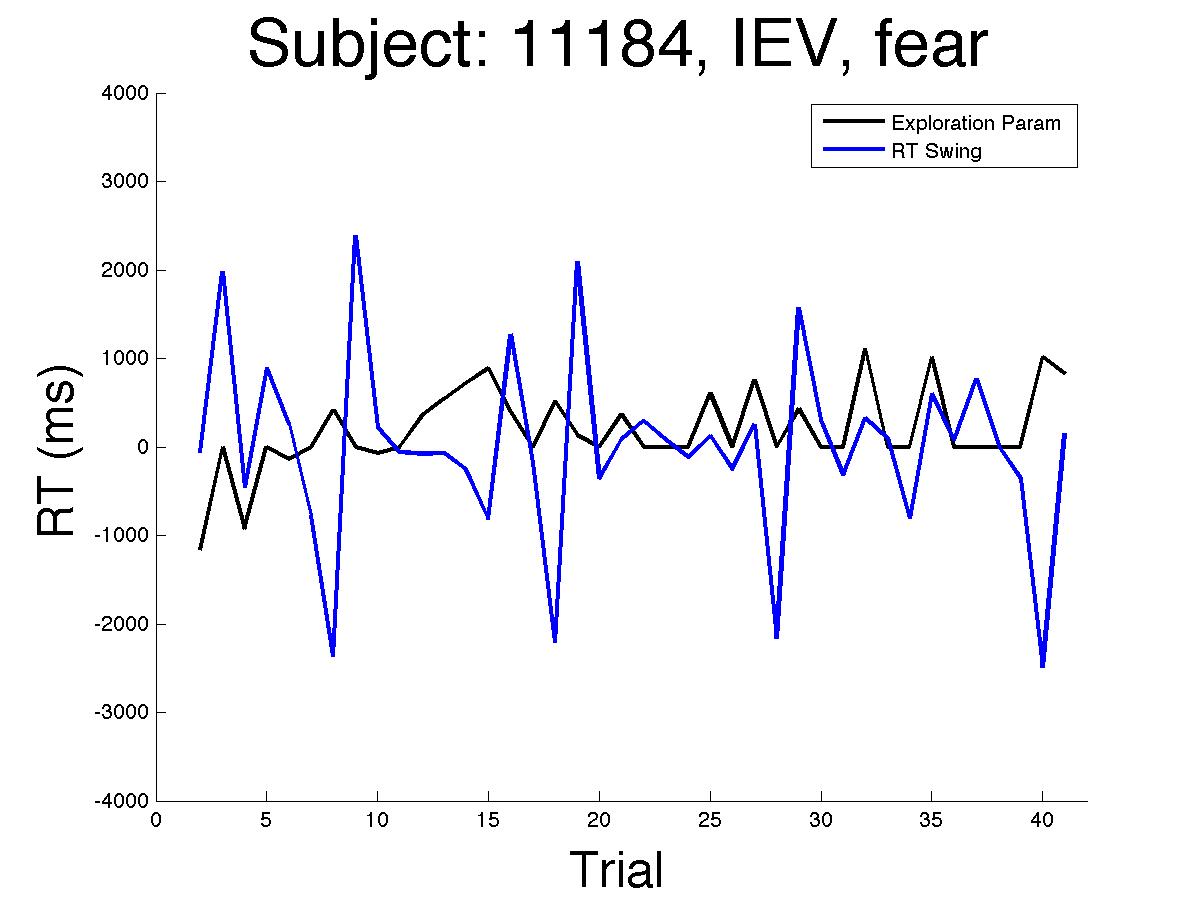 Subject: 11184, IEV, fear
Exploration Param
RT Swing
RT (ms)
4000
3000
2000
1000
0
-1000
-2000
-3000
-4000
0 5 10 15 20 25 30 35 40
Trial